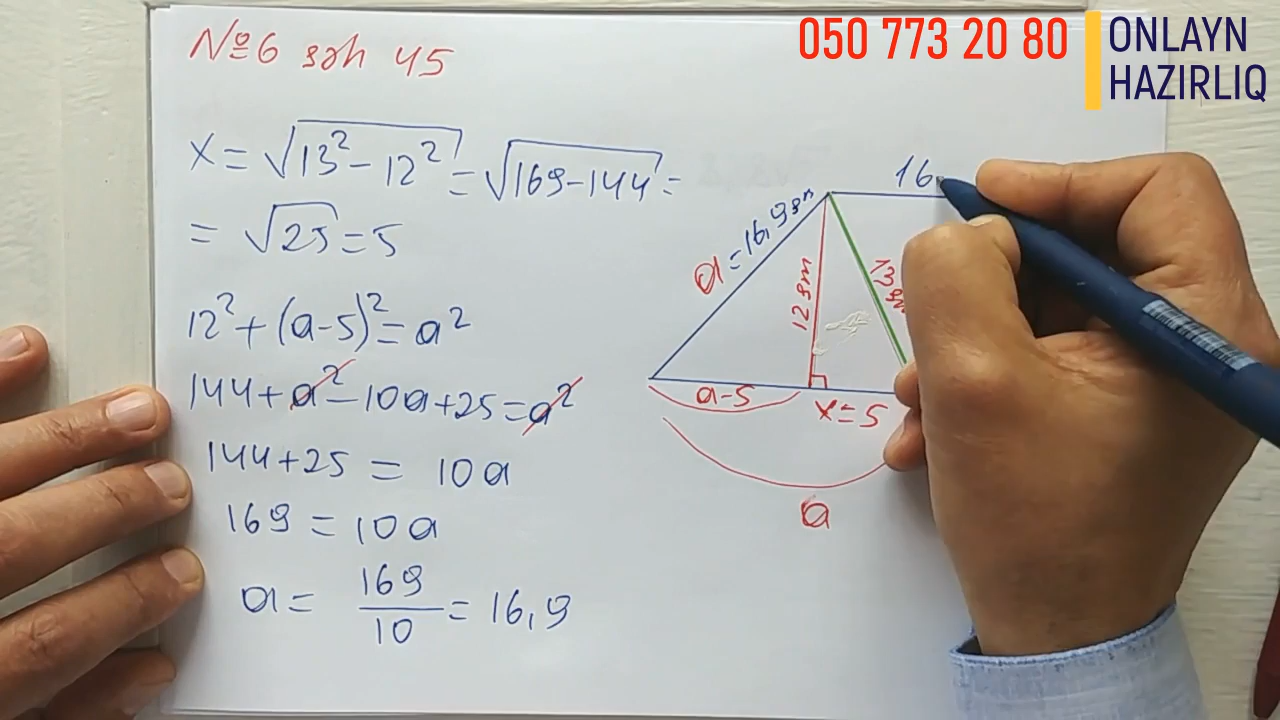 050 773 20 80
ONLAYN
HAZIRLIQ
№6 səh 45
x = √13² - 12² = √169-144 =
= √25 = 5
12² + (a-5)² = a²
144 + a² - 10a + 25 = a²
144+25 = 10a
169 = 10a
a = 169/10 = 16,9
16
a = 16,9 sm
12 sm
13 sm
a-5
x = 5
a